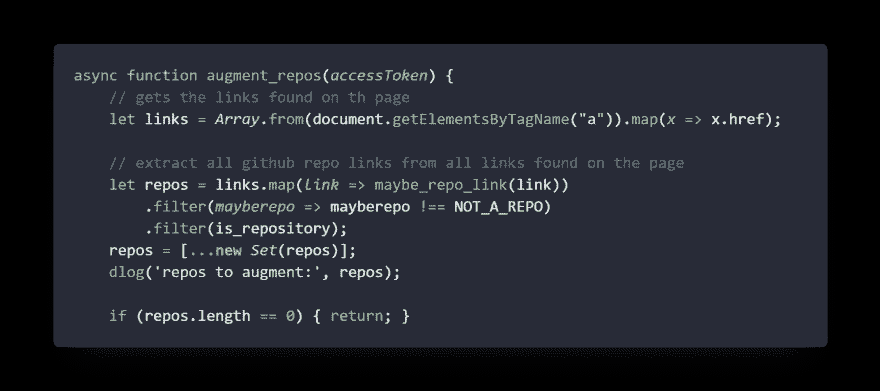 async function augment_repos(accessToken) {
// gets the links found on th page
let links = Array.from(document.getElementsByTagName("a")).map(x => x.href);
// extract all github repo links from all links found on the page
let repos = links.map(link => maybe_repo_link(link))
.filter(mayberepo => mayberepo !== NOT_A_REPO)
.filter(is_repository);
repos = [...new Set(repos)];
dlog('repos to augment:', repos);
if (repos.length == 0) { return; }